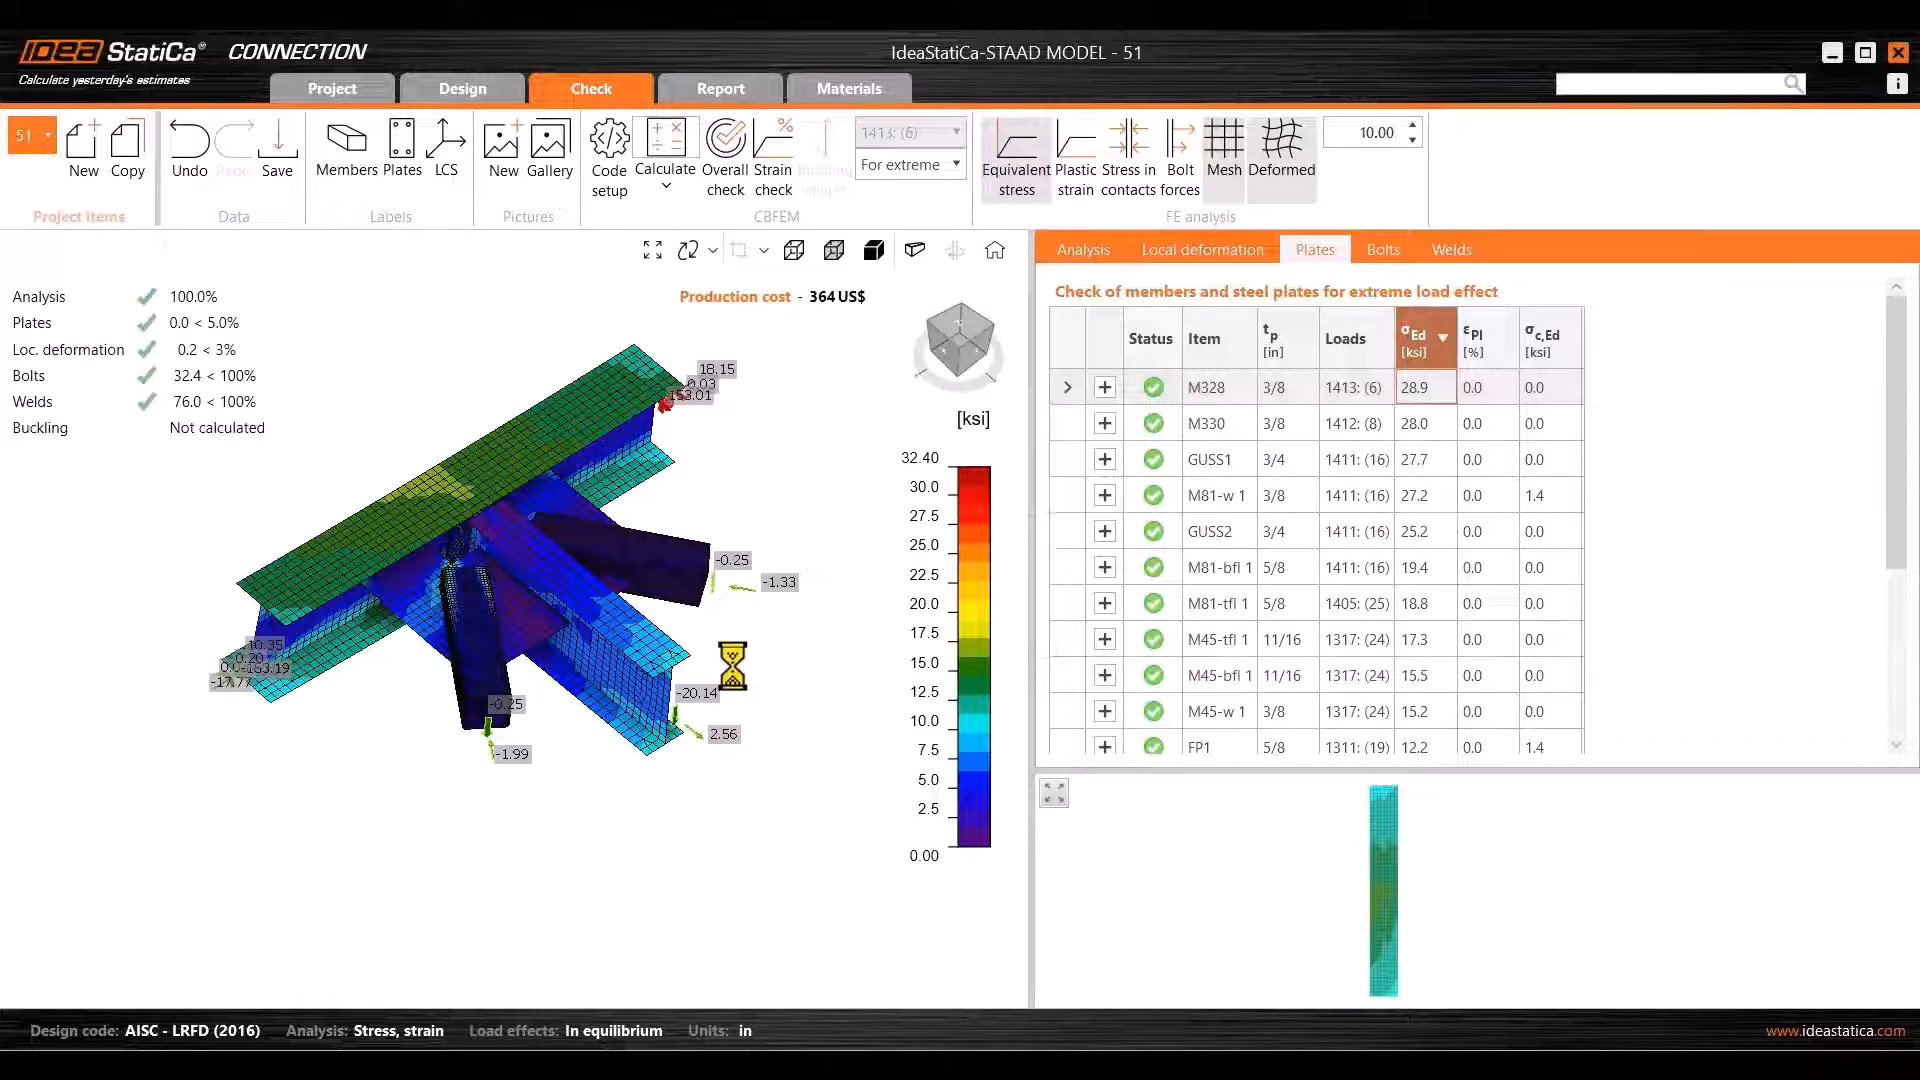 IDEA StatiCa® CONNECTION
Calculate yesterday's estimates
IdeaStatiCa-STAAD MODEL - 51
Project Design Check Report Materials
51
New Copy
Undo Redo Save
Members Plates LCS
New Gallery
Code setup
Calculate
Overall check
Strain check
1413: (6)
For extreme
Equivalent stress
Plastic strain
Stress in contacts
Bolt forces
Mesh
Deformed
10.00
Project Items
Data
Labels
Pictures
CBFEM
FE analysis
Analysis 100.0%
Plates 0.0 < 5.0%
Loc. deformation 0.2 < 3%
Bolts 32.4 < 100%
Welds 76.0 < 100%
Buckling Not calculated
Production cost - 364 US$
18.15
0.03
153.01
-0.25
-1.33
10.35
0.20
-153.19
-17.77
-0.25
-1.99
-20.14
2.56
[ksi]
32.40
30.0
27.5
25.0
22.5
20.0
17.5
15.0
12.5
10.0
7.5
5.0
2.5
0.00
Analysis Local deformation Plates Bolts Welds
Check of members and steel plates for extreme load effect
Status Item tp [in] Loads σEd [ksi] εPl [%] σc,Ed [ksi]
M328 3/8 1413: (6) 28.9 0.0 0.0
M330 3/8 1412: (8) 28.0 0.0 0.0
GUSS1 3/4 1411: (16) 27.7 0.0 0.0
M81-w 1 3/8 1411: (16) 27.2 0.0 1.4
GUSS2 3/4 1411: (16) 25.2 0.0 0.0
M81-bfl 1 5/8 1411: (16) 19.4 0.0 0.0
M81-tfl 1 5/8 1405: (25) 18.8 0.0 0.0
M45-tfl 1 11/16 1317: (24) 17.3 0.0 0.0
M45-bfl 1 11/16 1317: (24) 15.5 0.0 0.0
M45-w 1 3/8 1317: (24) 15.2 0.0 0.0
FP1 5/8 1311: (19) 12.2 0.0 1.4
Design code: AISC - LRFD (2016) Analysis: Stress, strain Load effects: In equilibrium Units: in
www.ideastatica.com